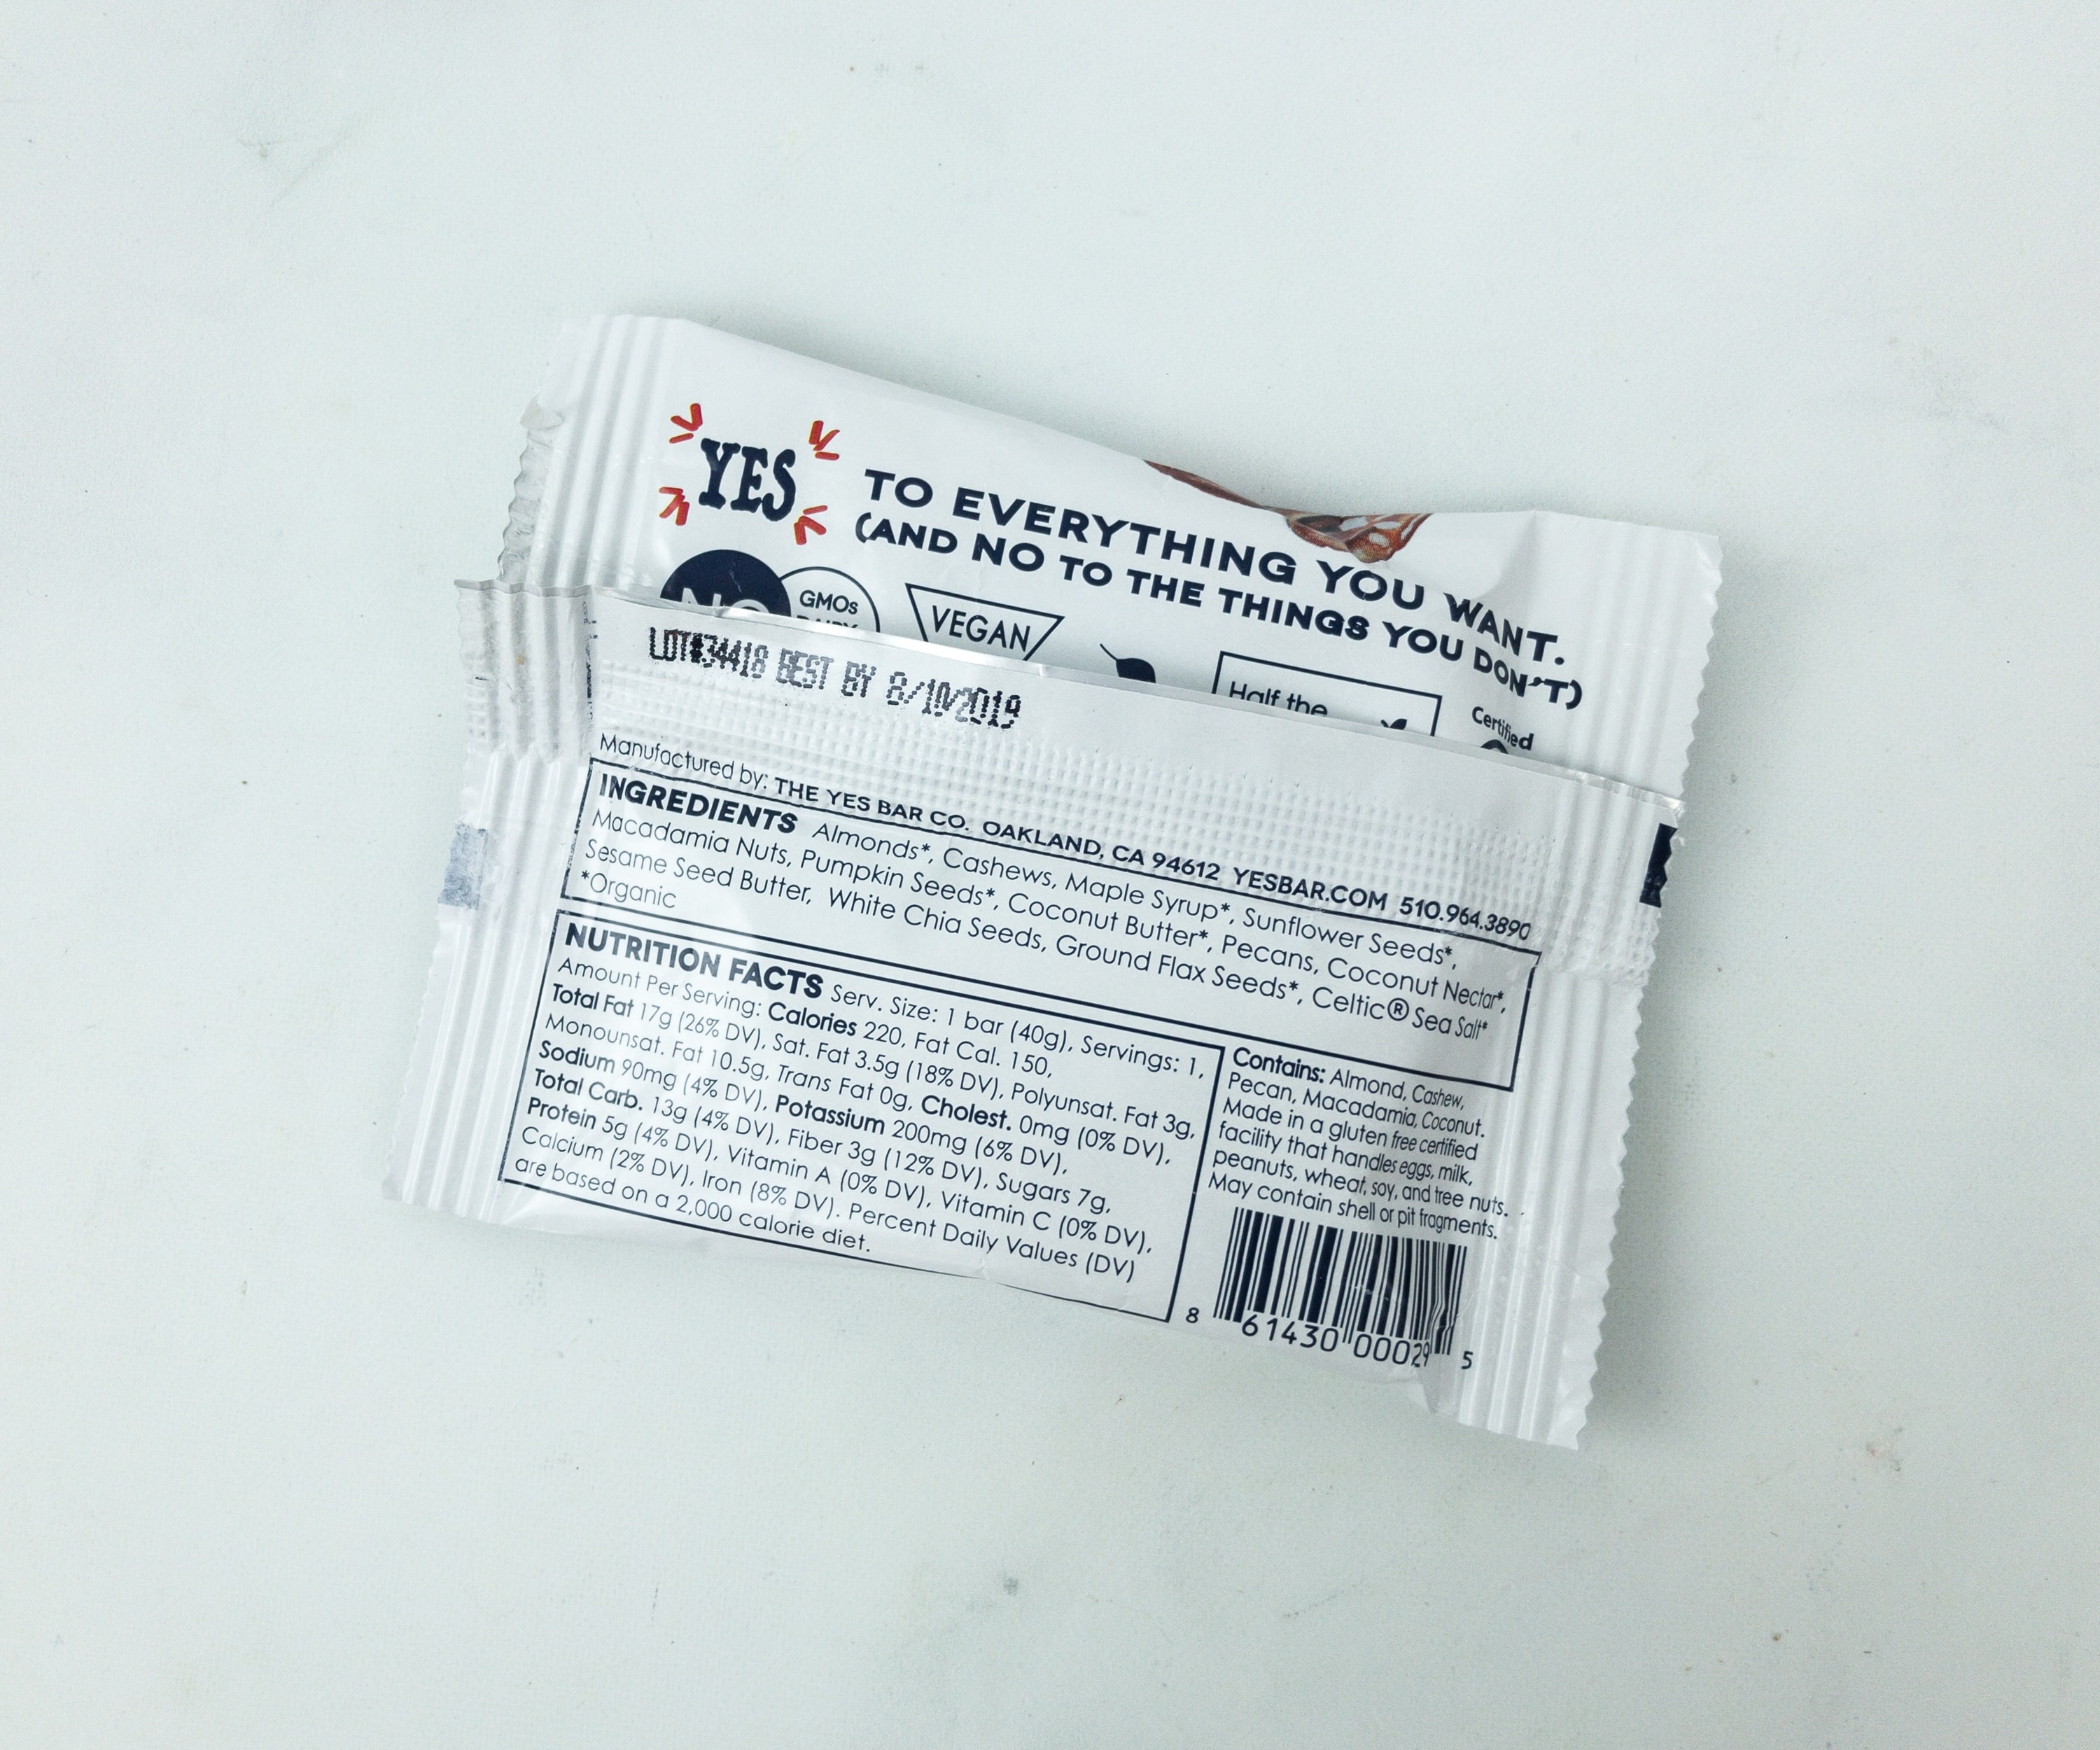 YES
TO EVERYTHING YOU WANT.
(AND NO TO THE THINGS YOU DON'T)
NO
GMOs
VEGAN
Half the
Certified
LOT#34418 BEST BY 8/10/2019
Manufactured by: THE YES BAR CO. OAKLAND, CA 94612 YESBAR.COM 510.964.3890
INGREDIENTS Almonds*, Cashews, Maple Syrup*, Sunflower Seeds*,
Macadamia Nuts, Pumpkin Seeds*, Coconut Butter*, Pecans, Coconut Nectar*,
Sesame Seed Butter, White Chia Seeds, Ground Flax Seeds*, Celtic® Sea Salt*
*Organic
NUTRITION FACTS Serv. Size: 1 bar (40g), Servings: 1,
Amount Per Serving: Calories 220, Fat Cal. 150,
Total Fat 17g (26% DV), Sat. Fat 3.5g (18% DV), Polyunsat. Fat 3g,
Monounsat. Fat 10.5g, Trans Fat 0g, Cholest. 0mg (0% DV),
Sodium 90mg (4% DV), Potassium 200mg (6% DV),
Total Carb. 13g (4% DV), Fiber 3g (12% DV), Sugars 7g,
Protein 5g (4% DV), Vitamin A (0% DV), Vitamin C (0% DV),
Calcium (2% DV), Iron (8% DV). Percent Daily Values (DV)
are based on a 2,000 calorie diet.
Contains: Almond, Cashew,
Pecan, Macadamia, Coconut.
Made in a gluten free certified
facility that handles eggs, milk,
peanuts, wheat, soy, and tree nuts.
May contain shell or pit fragments.
8 61430 00029 5